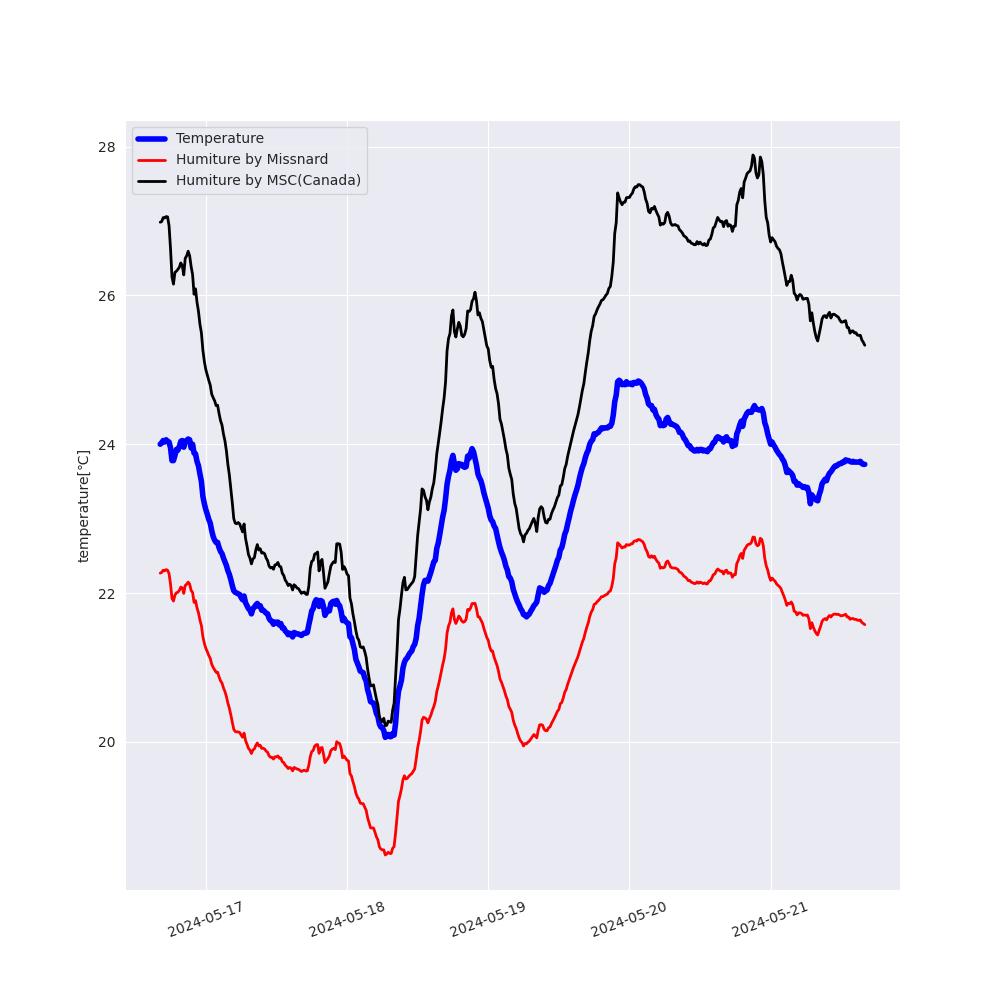 Temperature
Humiture by Missnard
Humiture by MSC(Canada)
28
26
24
22
20
temperature[℃]
2024-05-17
2024-05-18
2024-05-19
2024-05-20
2024-05-21